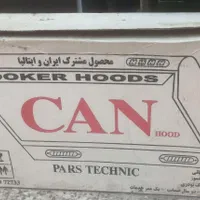 محصول مشترک ایران و ایتالیا
OOKER HOODS
CAN
HOOD
PARS TECHNIC